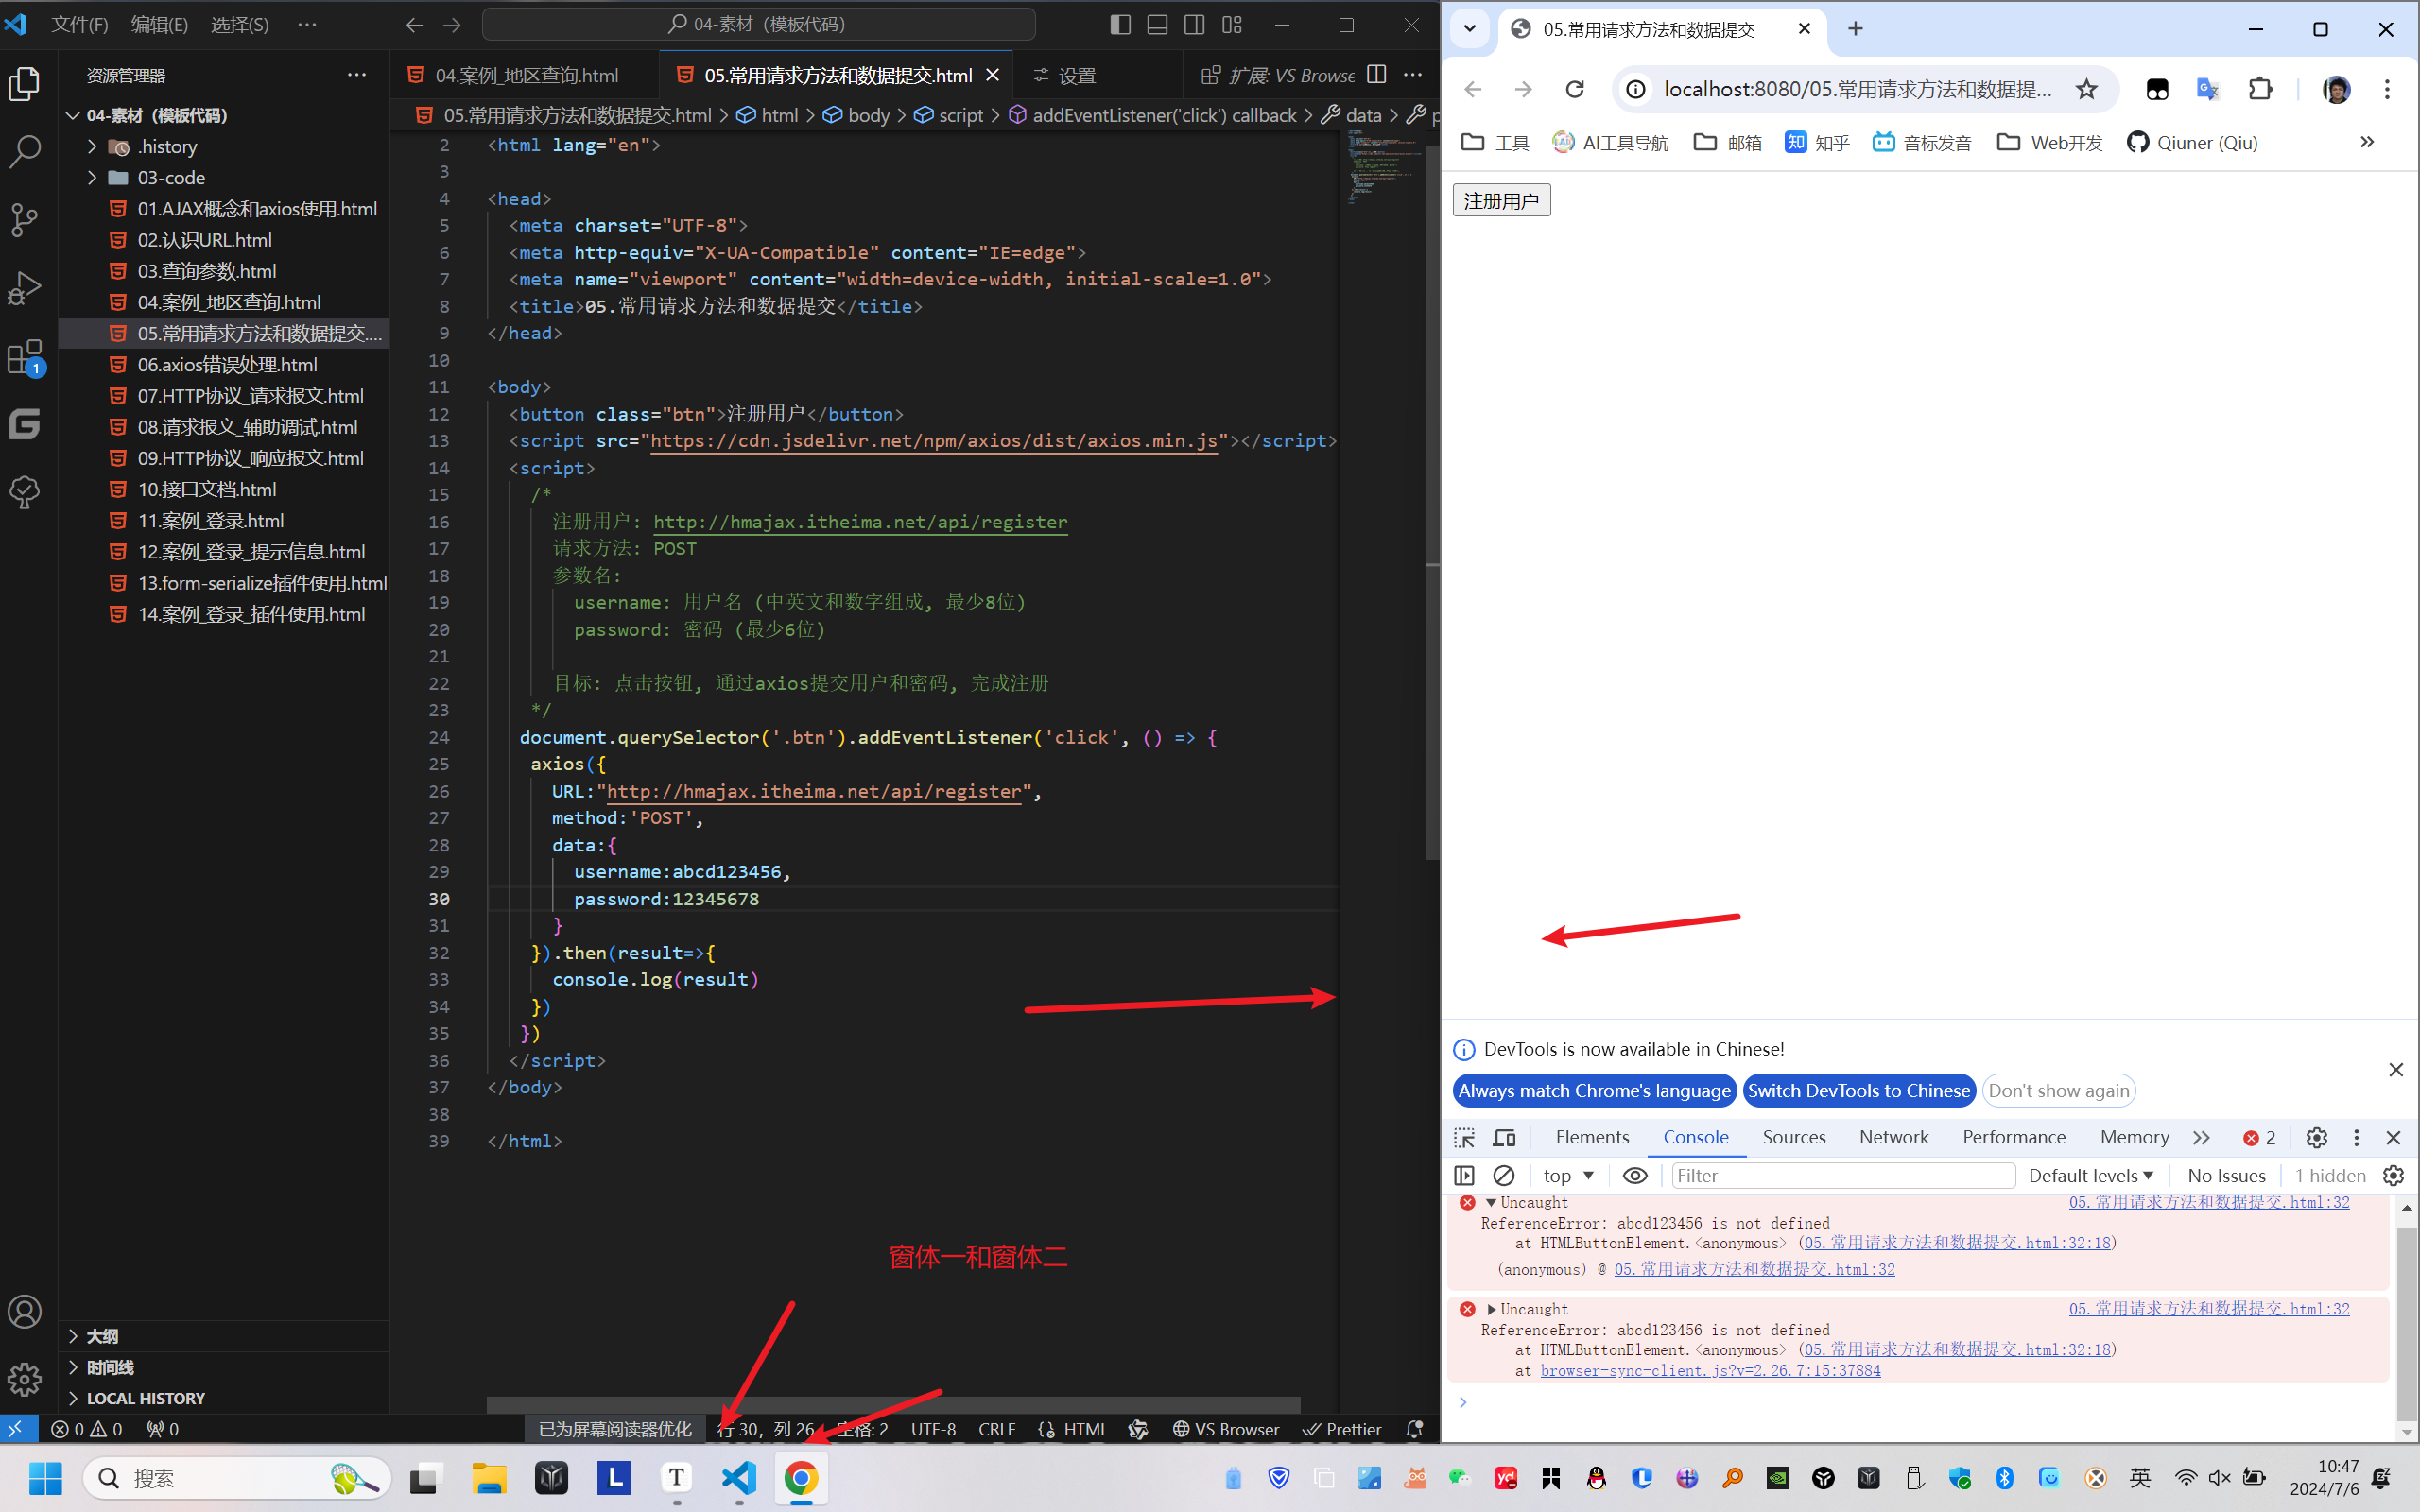 文件(F) 编辑(E) 选择(S) ···
04-素材（模板代码）
资源管理器
04-素材（模板代码）
.history
03-code
01.AJAX概念和axios使用.html
02.认识URL.html
03.查询参数.html
04.案例_地区查询.html
05.常用请求方法和数据提交....
06.axios错误处理.html
07.HTTP协议_请求报文.html
08.请求报文_辅助调试.html
09.HTTP协议_响应报文.html
10.接口文档.html
11.案例_登录.html
12.案例_登录_提示信息.html
13.form-serialize插件使用.html
14.案例_登录_插件使用.html
1
大纲
时间线
LOCAL HISTORY
04.案例_地区查询.html 05.常用请求方法和数据提交.html 设置 扩展: VS Browse
05.常用请求方法和数据提交.html > html > body > script > addEventListener('click') callback > data > p
2 <html lang="en">
3
4 <head>
5 <meta charset="UTF-8">
6 <meta http-equiv="X-UA-Compatible" content="IE=edge">
7 <meta name="viewport" content="width=device-width, initial-scale=1.0">
8 <title>05.常用请求方法和数据提交</title>
9 </head>
10
11 <body>
12 <button class="btn">注册用户</button>
13 <script src="https://cdn.jsdelivr.net/npm/axios/dist/axios.min.js"></script>
14 <script>
15 /*
16 注册用户: http://hmajax.itheima.net/api/register
17 请求方法: POST
18 参数名:
19 username: 用户名 (中英文和数字组成, 最少8位)
20 password: 密码 (最少6位)
21
22 目标: 点击按钮, 通过axios提交用户和密码, 完成注册
23 */
24 document.querySelector('.btn').addEventListener('click', () => {
25 axios({
26 URL:"http://hmajax.itheima.net/api/register",
27 method:'POST',
28 data:{
29 username:abcd123456,
30 password:12345678
31 }
32 }).then(result=>{
33 console.log(result)
34 })
35 })
36 </script>
37 </body>
38
39 </html>
窗体一和窗体二
0 0 0 已为屏幕阅读器优化 行 30，列 26 空格: 2 UTF-8 CRLF HTML VS Browser Prettier
05.常用请求方法和数据提交
localhost:8080/05.常用请求方法和数据提...
工具 AI工具导航 邮箱 知乎 音标发音 Web开发 Qiuner (Qiu)
注册用户
DevTools is now available in Chinese!
Always match Chrome's language Switch DevTools to Chinese Don't show again
Elements Console Sources Network Performance Memory 2
top Filter Default levels No Issues 1 hidden
Uncaught 05.常用请求方法和数据提交.html:32
ReferenceError: abcd123456 is not defined
at HTMLButtonElement.<anonymous> (05.常用请求方法和数据提交.html:32:18)
(anonymous) @ 05.常用请求方法和数据提交.html:32
Uncaught 05.常用请求方法和数据提交.html:32
ReferenceError: abcd123456 is not defined
at HTMLButtonElement.<anonymous> (05.常用请求方法和数据提交.html:32:18)
at browser-sync-client.js?v=2.26.7:15:37884
搜索 英 10:47
2024/7/6